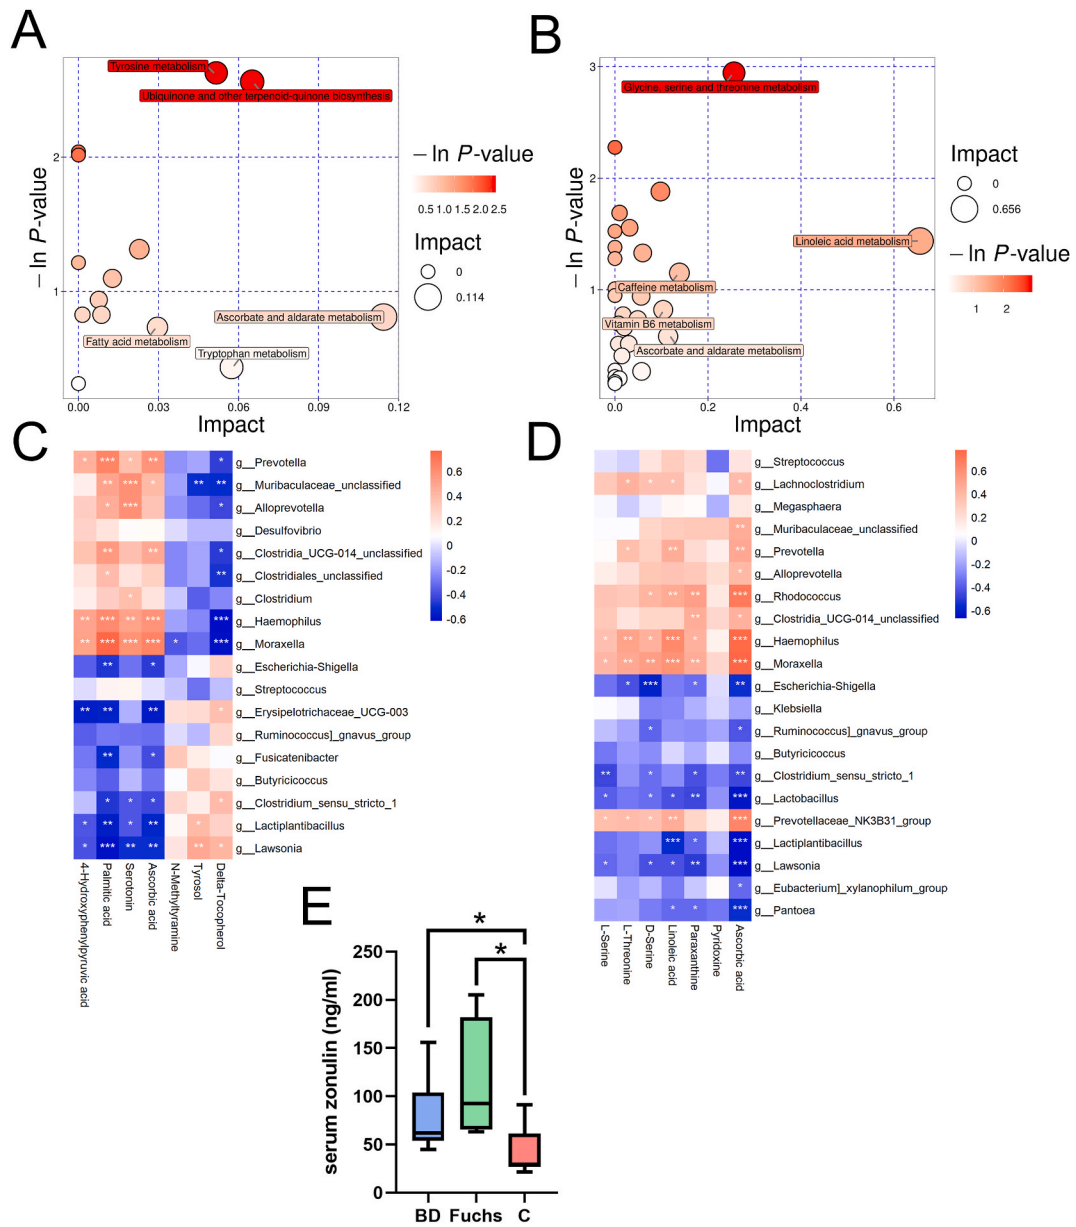 A
Tyrosine metabolism
Ubiquinone and other terpenoid-quinone biosynthesis
Ascorbate and aldarate metabolism
Fatty acid metabolism
Tryptophan metabolism
2
1
0.00
0.03
0.06
0.09
0.12
– ln P-value
Impact
– ln P-value
0.5 1.0 1.5 2.0 2.5
Impact
0
0.114
B
Glycine, serine and threonine metabolism
Linoleic acid metabolism
Caffeine metabolism
Vitamin B6 metabolism
Ascorbate and aldarate metabolism
3
2
1
0.0
0.2
0.4
0.6
– ln P-value
Impact
Impact
0
0.656
– ln P-value
1 2
C
g__Prevotella
g__Muribaculaceae_unclassified
g__Alloprevotella
g__Desulfovibrio
g__Clostridia_UCG-014_unclassified
g__Clostridiales_unclassified
g__Clostridium
g__Haemophilus
g__Moraxella
g__Escherichia-Shigella
g__Streptococcus
g__Erysipelotrichaceae_UCG-003
g__Ruminococcus]_gnavus_group
g__Fusicatenibacter
g__Butyricicoccus
g__Clostridium_sensu_stricto_1
g__Lactiplantibacillus
g__Lawsonia
4-Hydroxyphenylpyruvic acid
Palmitic acid
Serotonin
Ascorbic acid
N-Methyltyramine
Tyrosol
Delta-Tocopherol
0.6
0.4
0.2
0
-0.2
-0.4
-0.6
D
g__Streptococcus
g__Lachnoclostridium
g__Megasphaera
g__Muribaculaceae_unclassified
g__Prevotella
g__Alloprevotella
g__Rhodococcus
g__Clostridia_UCG-014_unclassified
g__Haemophilus
g__Moraxella
g__Escherichia-Shigella
g__Klebsiella
g__Ruminococcus]_gnavus_group
g__Butyricicoccus
g__Clostridium_sensu_stricto_1
g__Lactobacillus
g__Prevotellaceae_NK3B31_group
g__Lactiplantibacillus
g__Lawsonia
g__Eubacterium]_xylanophilum_group
g__Pantoea
L-Serine
L-Threonine
D-Serine
Linoleic acid
Paraxanthine
Pyridoxine
Ascorbic acid
0.6
0.4
0.2
0
-0.2
-0.4
-0.6
E
*
*
250
200
150
100
50
0
serum zonulin (ng/ml)
BD Fuchs C